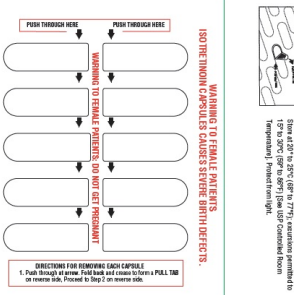 PUSH THROUGH HERE
PUSH THROUGH HERE
WARNING TO FEMALE PATIENTS: DO NOT GET PREGNANT
DIRECTIONS FOR REMOVING EACH CAPSULE
1. Push through at arrow. Fold back and crease to form a PULL TAB
on reverse side, Proceed to Step 2 on reverse side.
WARNING TO FEMALE PATIENTS
ISOTRETINOIN CAPSULES CAUSES SEVERE BIRTH DEFECTS.
Store at 20° to 25°C (68° to 77°F); excursions permitted to
15° to 30°C (59° to 86°F) [See USP Controlled Room
Temperature]. Protect from light.